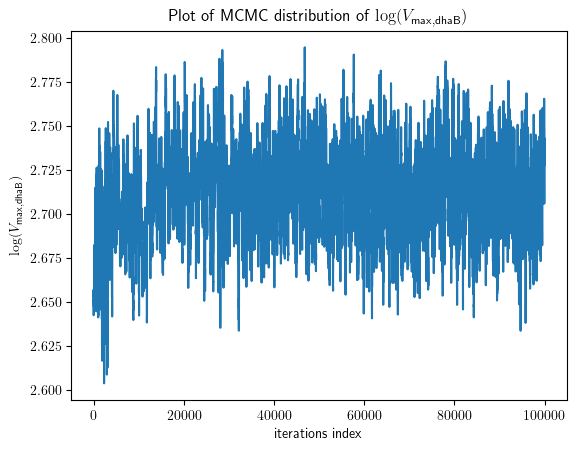 Plot of MCMC distribution of log(V_max,dhaB)
log(V_max,dhaB)
2.800
2.775
2.750
2.725
2.700
2.675
2.650
2.625
2.600
0 20000 40000 60000 80000 100000
iterations index